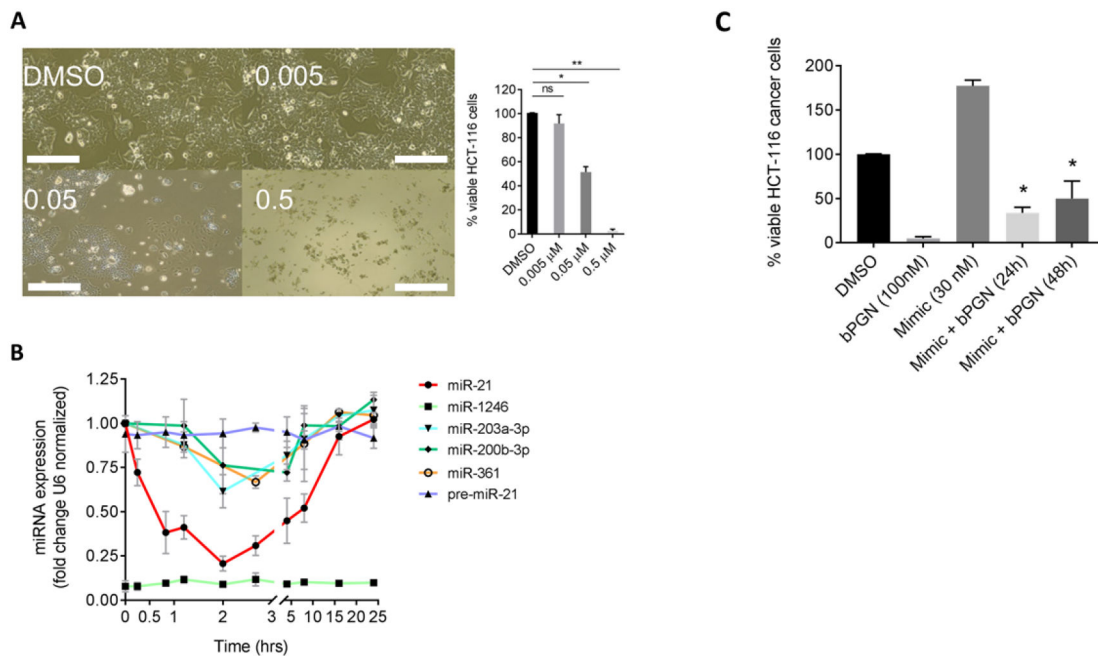 A
DMSO
0.005
0.05
0.5
**
*
ns
% viable HCT-116 cells
120
100
80
60
40
20
0
DMSO
0.005 µM
0.05 µM
0.5 µM
C
% viable HCT-116 cancer cells
200
150
100
50
0
*
*
DMSO
bPGN (100nM)
Mimic (30 nM)
Mimic + bPGN (24h)
Mimic + bPGN (48h)
B
miRNA expression
(fold change U6 normalized)
1.25
1.00
0.75
0.50
0.25
0.00
0 0.5 1 2 3 5 10 15 20 25
Time (hrs)
miR-21
miR-1246
miR-203a-3p
miR-200b-3p
miR-361
pre-miR-21